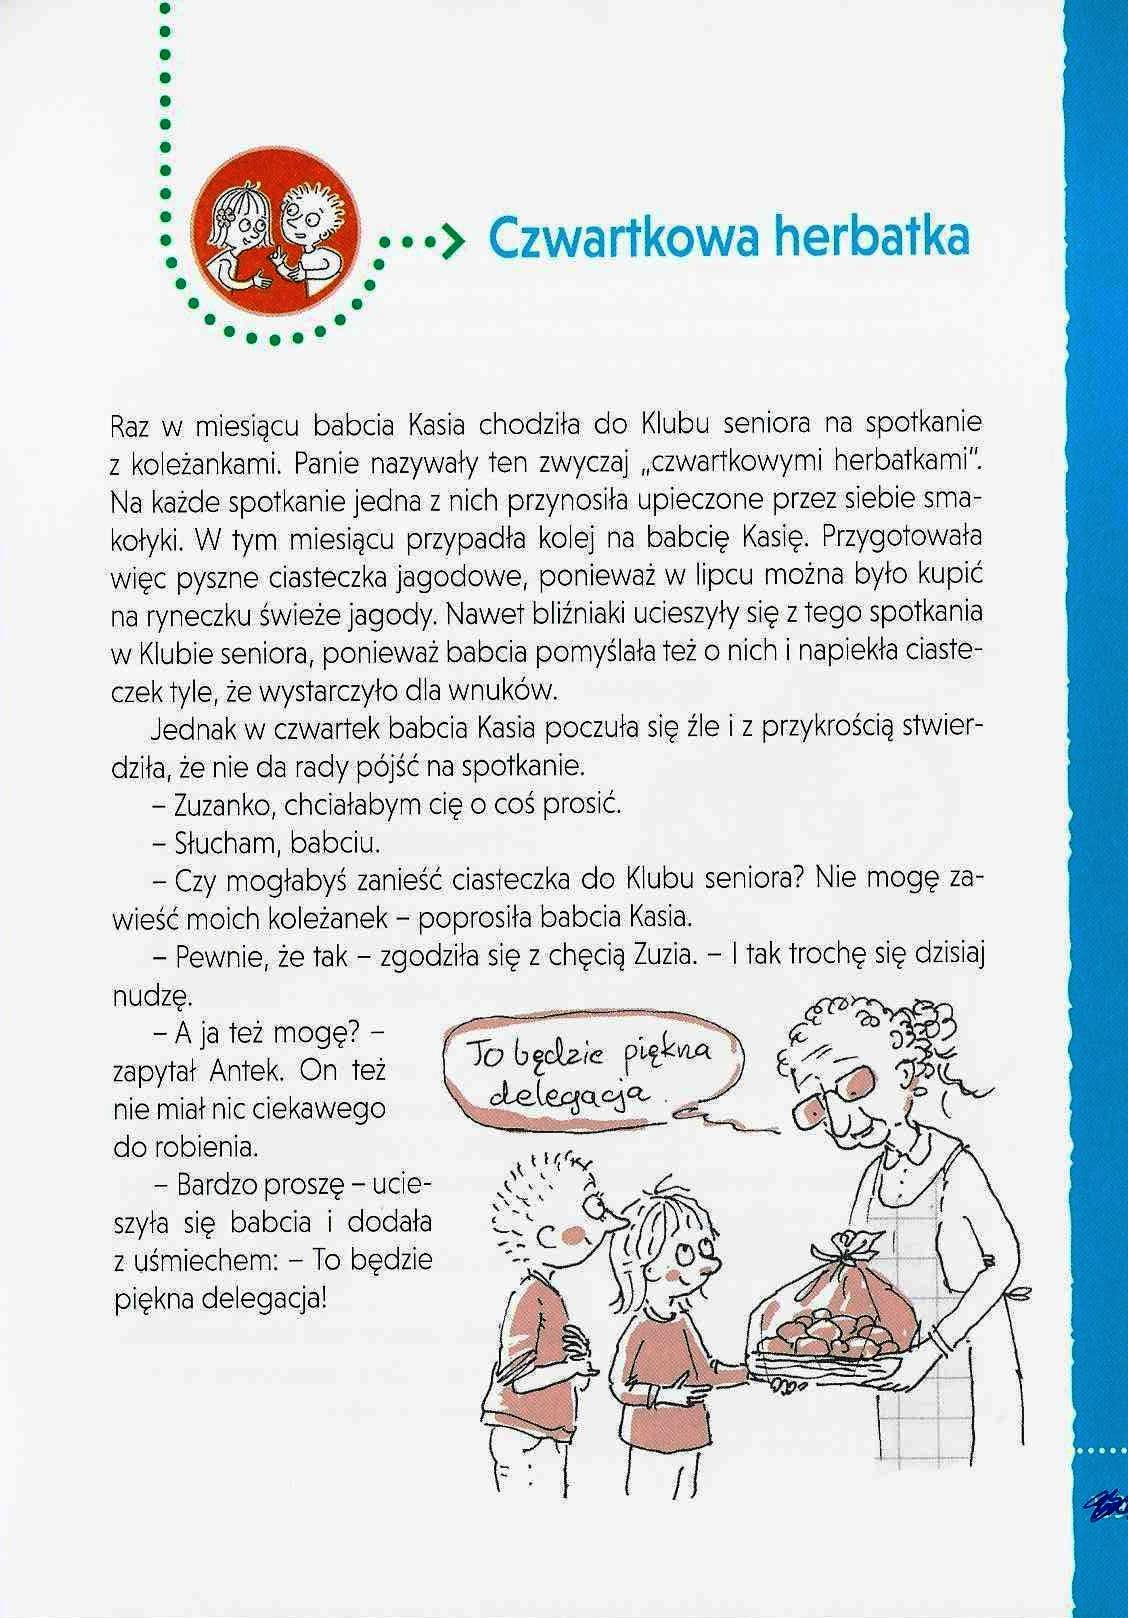 Czwartkowa herbatka
Raz w miesiącu babcia Kasia chodziła do Klubu seniora na spotkanie
z koleżankami. Panie nazywały ten zwyczaj „czwartkowymi herbatkami".
Na każde spotkanie jedna z nich przynosiła upieczone przez siebie sma-
kołyki. W tym miesiącu przypadła kolej na babcię Kasię. Przygotowała
więc pyszne ciasteczka jagodowe, ponieważ w lipcu można było kupić
na ryneczku świeże jagody. Nawet bliźniaki ucieszyły się z tego spotkania
w Klubie seniora, ponieważ babcia pomyślała też o nich i napiekła ciaste-
czek tyle, że wystarczyło dla wnuków.
Jednak w czwartek babcia Kasia poczuła się źle i z przykrością stwier-
dziła, że nie da rady pójść na spotkanie.
– Zuzanko, chciałabym cię o coś prosić.
– Słucham, babciu.
– Czy mogłabyś zanieść ciasteczka do Klubu seniora? Nie mogę za-
wieść moich koleżanek – poprosiła babcia Kasia.
– Pewnie, że tak – zgodziła się z chęcią Zuzia. – I tak trochę się dzisiaj
nudzę.
– A ja też mogę? –
zapytał Antek. On też
nie miał nic ciekawego
do robienia.
– Bardzo proszę – ucie-
szyła się babcia i dodała
z uśmiechem: – To będzie
piękna delegacja!
To będzie piękna
delegacja.